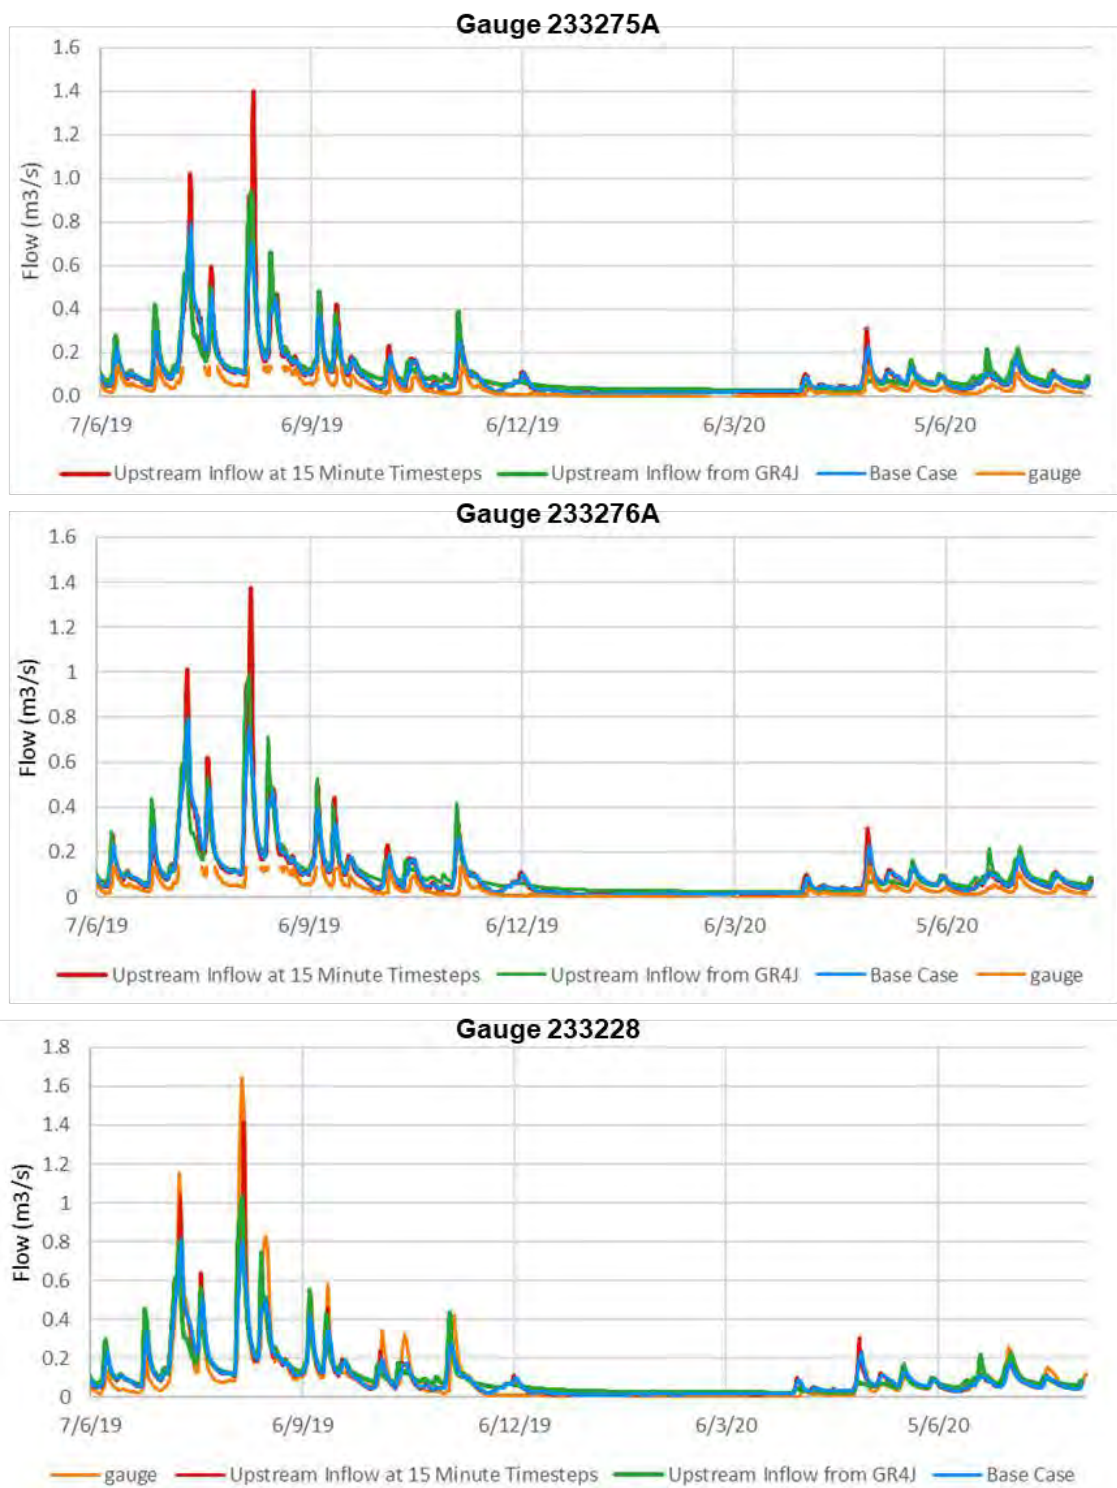 Gauge 233275A
1.6
1.4
1.2
1.0
0.8
0.6
0.4
0.2
0.0
Flow (m3/s)
7/6/19 6/9/19 6/12/19 6/3/20 5/6/20
Upstream Inflow at 15 Minute Timesteps Upstream Inflow from GR4J Base Case gauge
Gauge 233276A
1.6
1.4
1.2
1
0.8
0.6
0.4
0.2
0
Flow (m3/s)
7/6/19 6/9/19 6/12/19 6/3/20 5/6/20
Upstream Inflow at 15 Minute Timesteps Upstream Inflow from GR4J Base Case gauge
Gauge 233228
1.8
1.6
1.4
1.2
1
0.8
0.6
0.4
0.2
0
Flow (m3/s)
7/6/19 6/9/19 6/12/19 6/3/20 5/6/20
gauge Upstream Inflow at 15 Minute Timesteps Upstream Inflow from GR4J Base Case